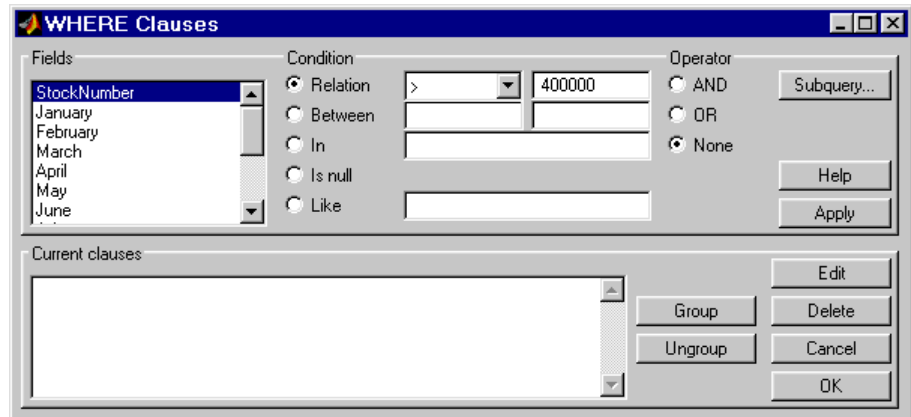 WHERE Clauses
Fields
Condition
Operator
StockNumber
January
February
March
April
May
June
Relation
>
400000
Between
In
Is null
Like
AND
OR
None
Subquery...
Help
Apply
Current clauses
Group
Ungroup
Edit
Delete
Cancel
OK